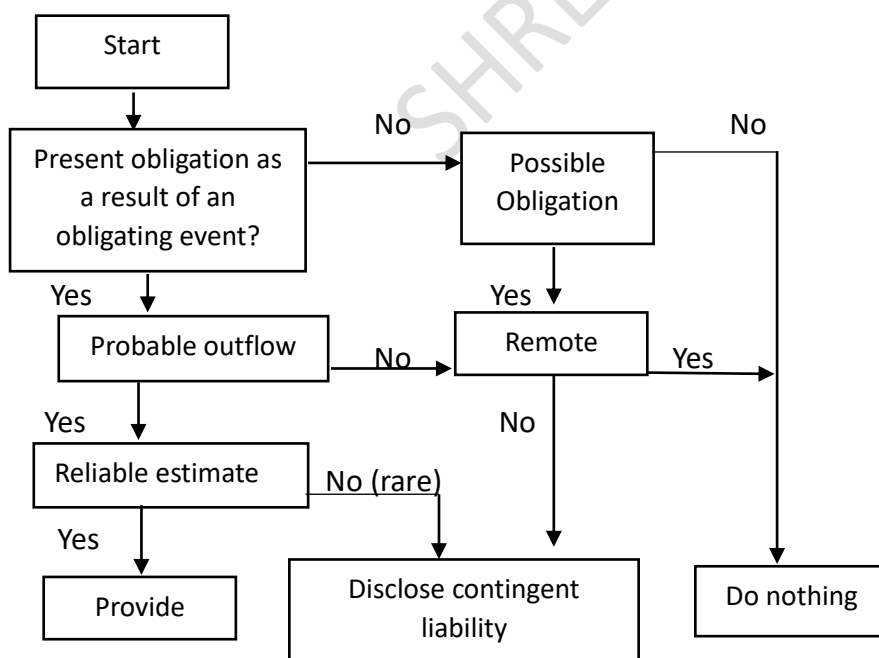 Start
No
No
Present obligation as
a result of an
obligating event?
Possible
Obligation
Yes
Yes
Probable outflow
No
Remote
Yes
Yes
No
Reliable estimate
No (rare)
Yes
Provide
Disclose contingent
liability
Do nothing
SHRE